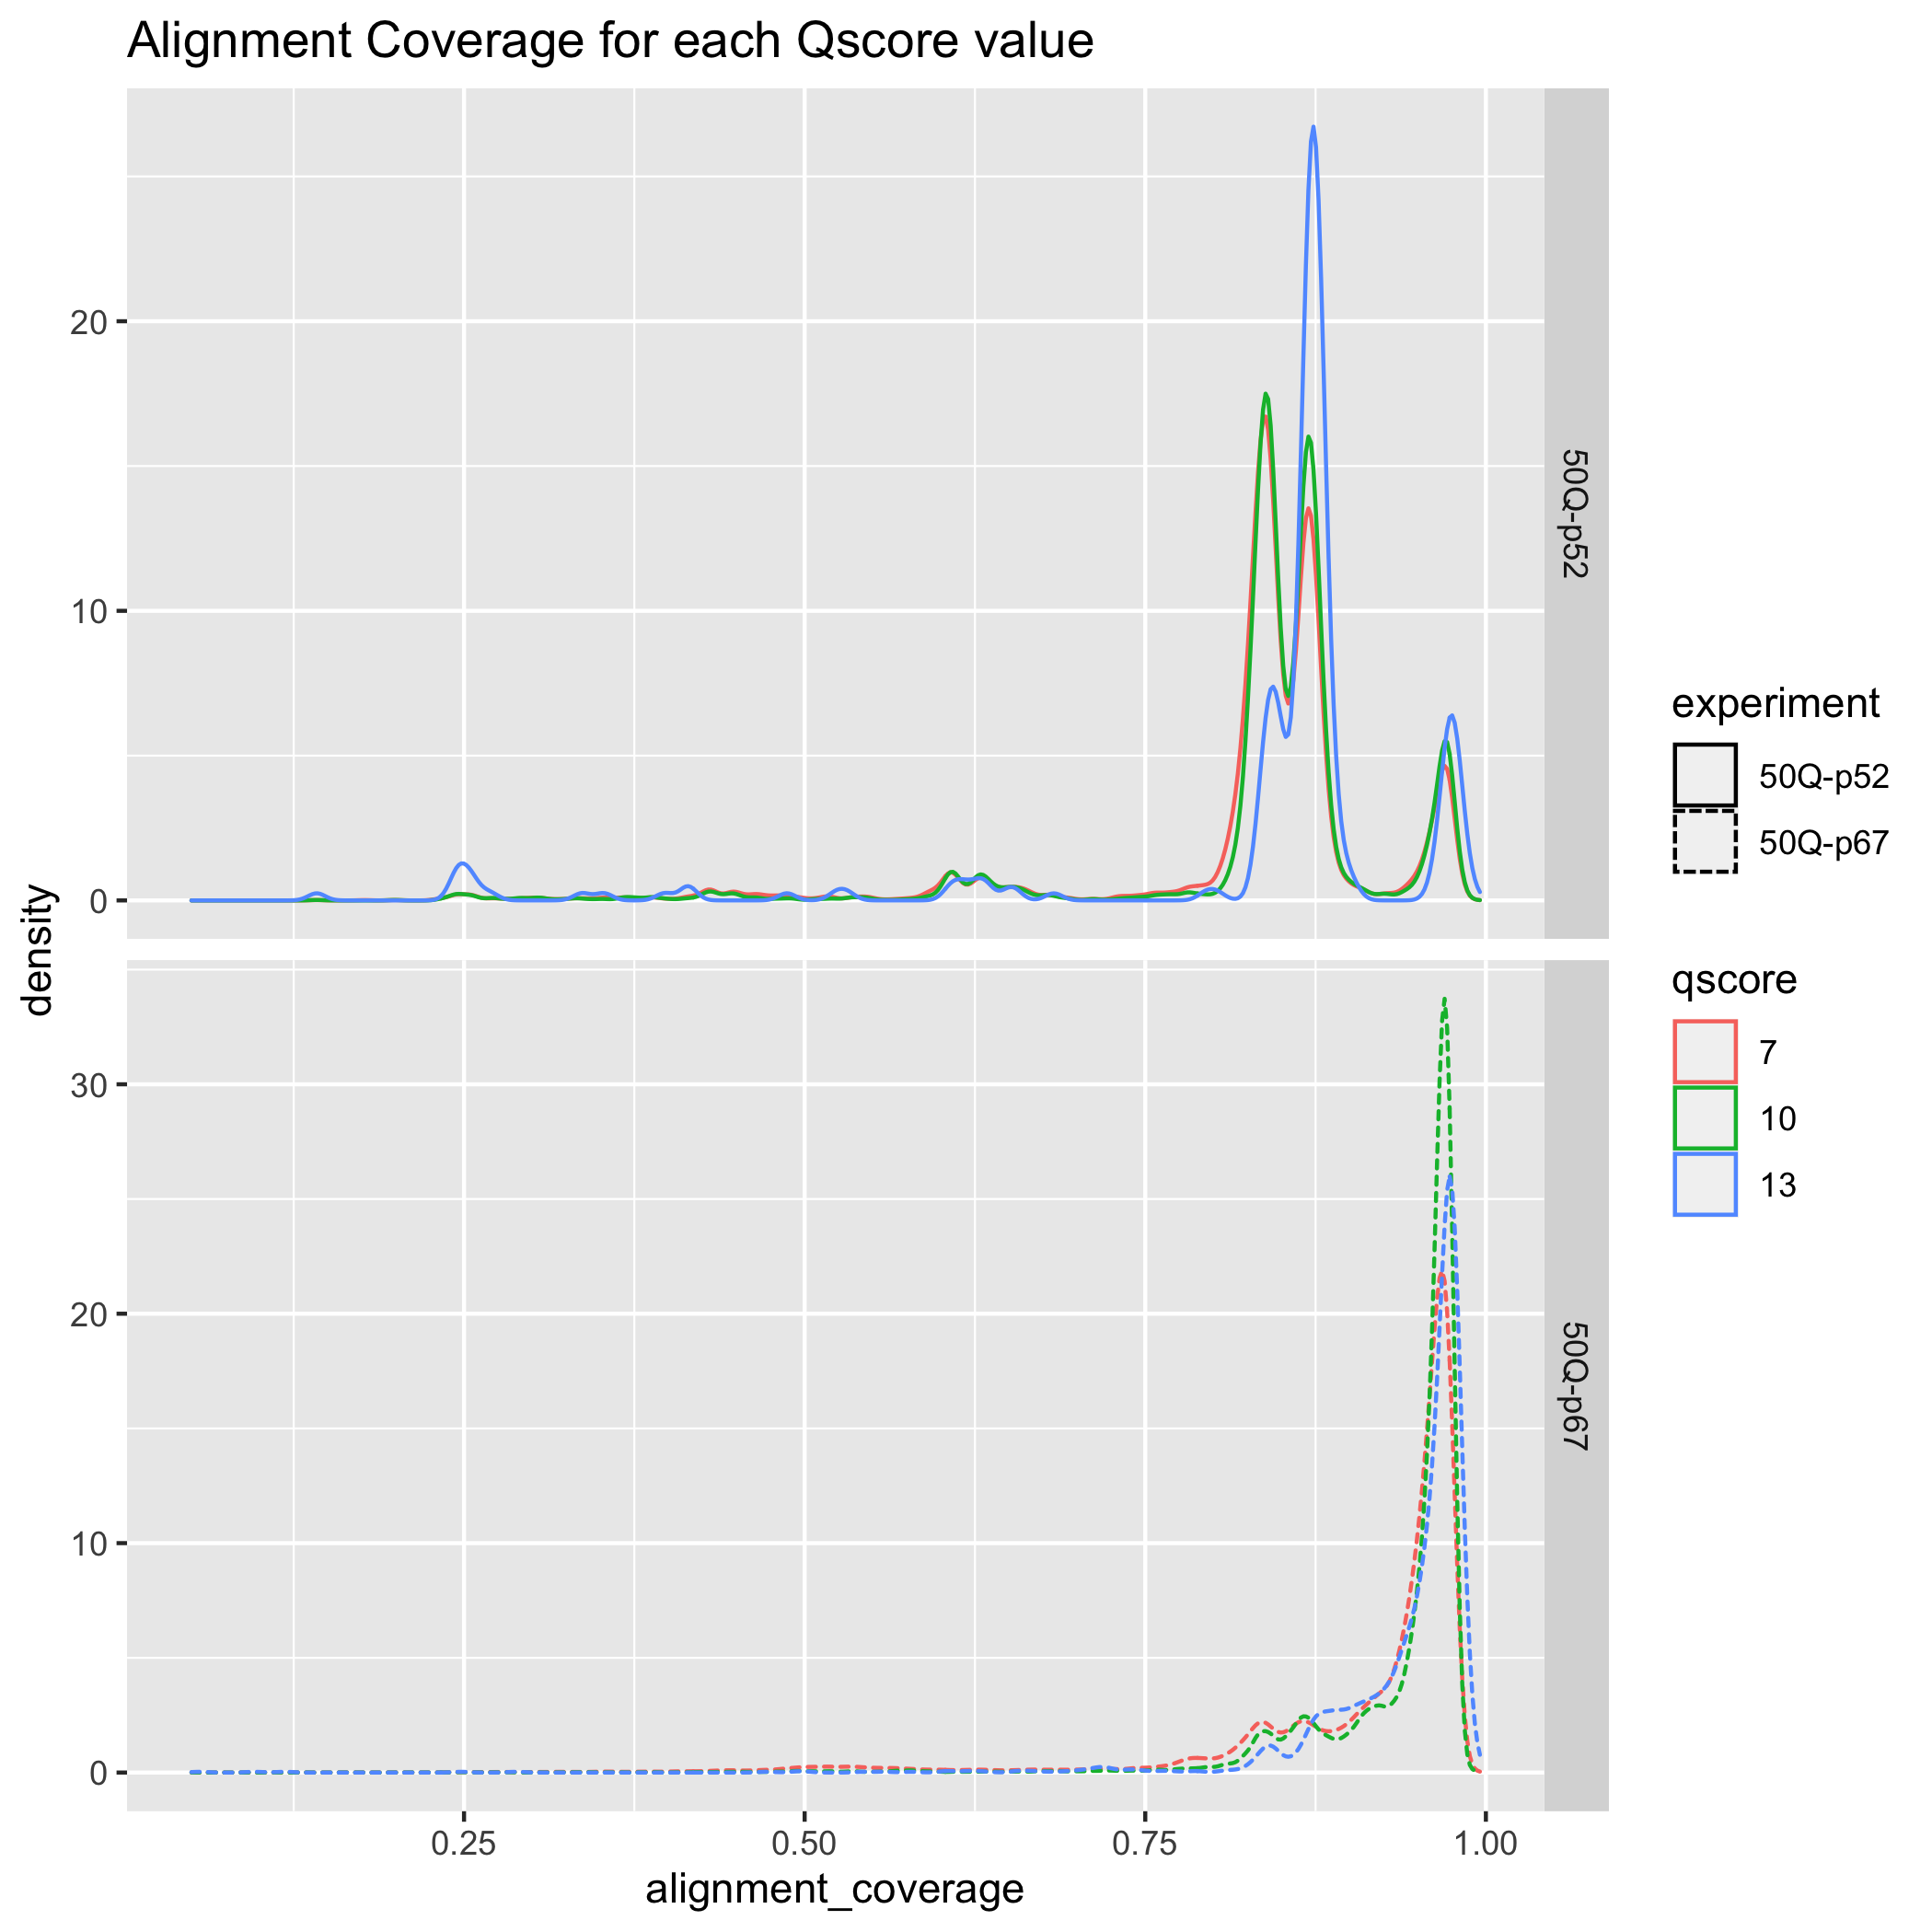 Alignment Coverage for each Qscore value
20
10
0
50Q-p52
30
20
10
0
50Q-p67
0.25
0.50
0.75
1.00
alignment_coverage
density
experiment
50Q-p52
50Q-p67
qscore
7
10
13